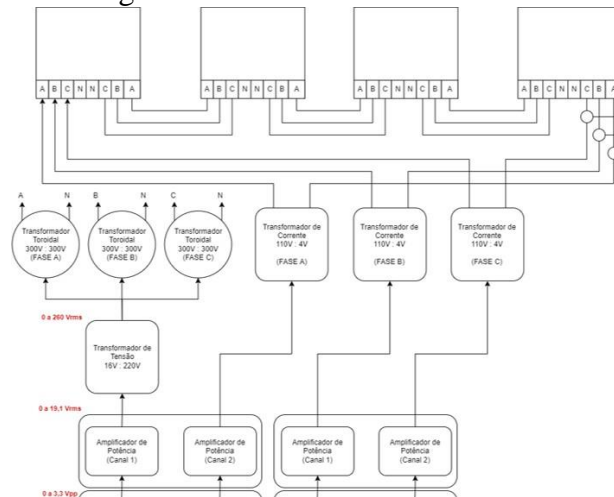 g
A B C N N C B A
A B C N N C B A
A B C N N C B A
A B C N N C B A
A N B N C N
Transformador
Toroidal
300V : 300V
(FASE A)
Transformador
Toroidal
300V : 300V
(FASE B)
Transformador
Toroidal
300V : 300V
(FASE C)
Transformador de
Corrente
110V : 4V
(FASE A)
Transformador de
Corrente
110V : 4V
(FASE B)
Transformador de
Corrente
110V : 4V
(FASE C)
0 a 260 Vrms
Transformador de
Tensão
16V : 220V
0 a 19,1 Vrms
Amplificador de
Potência
(Canal 1)
Amplificador de
Potência
(Canal 2)
Amplificador de
Potência
(Canal 1)
Amplificador de
Potência
(Canal 2)
0 a 3,3 Vpp